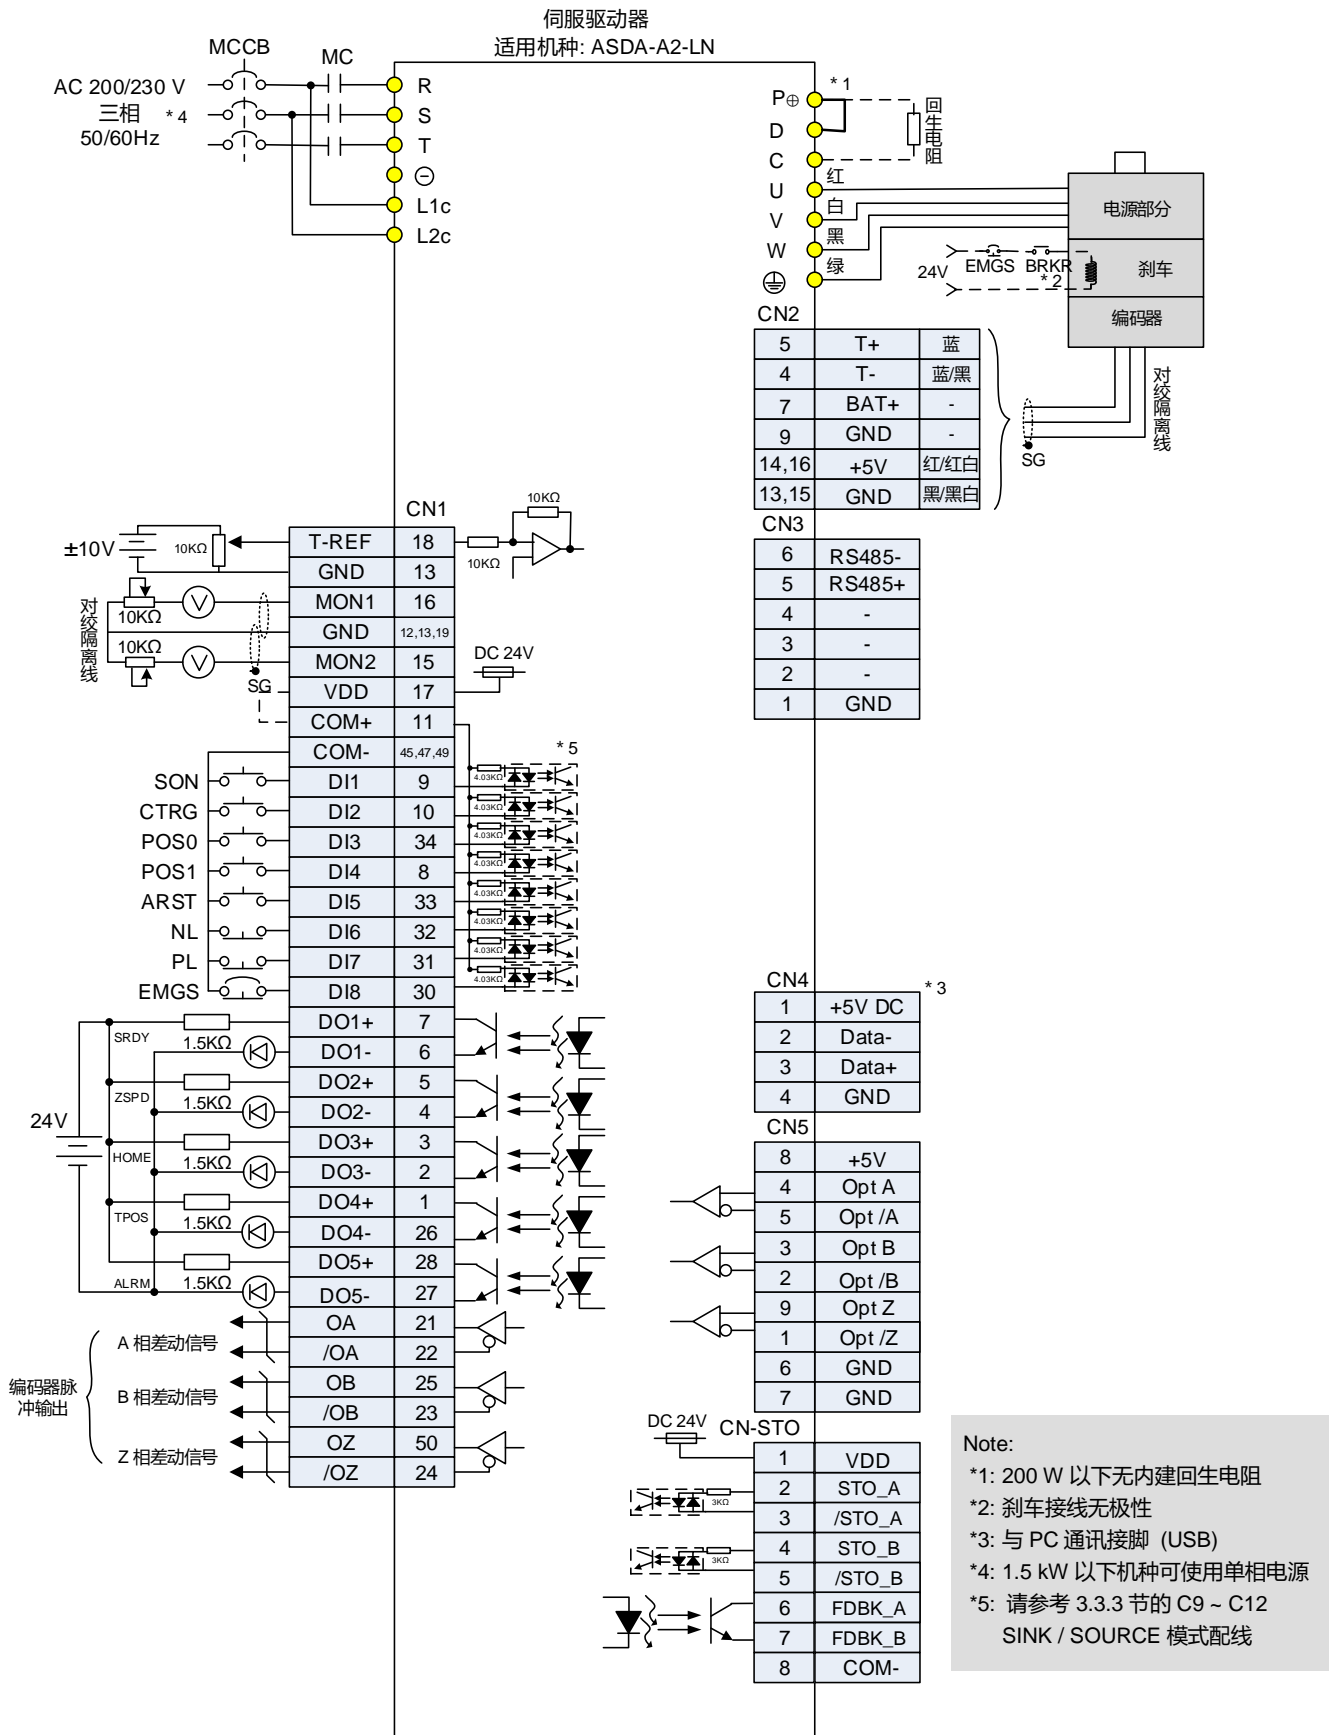 伺服驱动器
适用机种: ASDA-A2-LN
MCCB
MC
AC 200/230 V
三相 * 4
50/60Hz
R
S
T
⊖
L1c
L2c
P⊕
* 1
D
C
U
V
W
回生电阻
红
白
黑
绿
电源部分
刹车
编码器
24V
EMGS
BRKR
* 2
对绞隔离线
SG
CN2
5 T+ 蓝
4 T- 蓝/黑
7 BAT+ -
9 GND -
14,16 +5V 红/红白
13,15 GND 黑/黑白
CN3
6 RS485-
5 RS485+
4 -
3 -
2 -
1 GND
CN1
10KΩ
10KΩ
±10V
10KΩ
T-REF 18
GND 13
MON1 16
GND 12,13,19
MON2 15
VDD 17
COM+ 11
COM- 45,47,49
对绞隔离线
10KΩ
10KΩ
V
V
SG
DC 24V
* 5
SON DI1 9 4.03KΩ
CTRG DI2 10 4.03KΩ
POS0 DI3 34 4.03KΩ
POS1 DI4 8 4.03KΩ
ARST DI5 33 4.03KΩ
NL DI6 32 4.03KΩ
PL DI7 31 4.03KΩ
EMGS DI8 30 4.03KΩ
24V
SRDY 1.5KΩ
DO1+ 7
DO1- 6
ZSPD 1.5KΩ
DO2+ 5
DO2- 4
HOME 1.5KΩ
DO3+ 3
DO3- 2
TPOS 1.5KΩ
DO4+ 1
DO4- 26
ALRM 1.5KΩ
DO5+ 28
DO5- 27
编码器脉
冲输出
A 相差动信号
OA 21
/OA 22
B 相差动信号
OB 25
/OB 23
Z 相差动信号
OZ 50
/OZ 24
CN4
* 3
1 +5V DC
2 Data-
3 Data+
4 GND
CN5
8 +5V
4 Opt A
5 Opt /A
3 Opt B
2 Opt /B
9 Opt Z
1 Opt /Z
6 GND
7 GND
DC 24V
CN-STO
1 VDD
2 STO_A
3KΩ
3 /STO_A
4 STO_B
3KΩ
5 /STO_B
6 FDBK_A
7 FDBK_B
8 COM-
Note:
*1: 200 W 以下无内建回生电阻
*2: 刹车接线无极性
*3: 与 PC 通讯接脚 (USB)
*4: 1.5 kW 以下机种可使用单相电源
*5: 请参考 3.3.3 节的 C9 ~ C12
SINK / SOURCE 模式配线